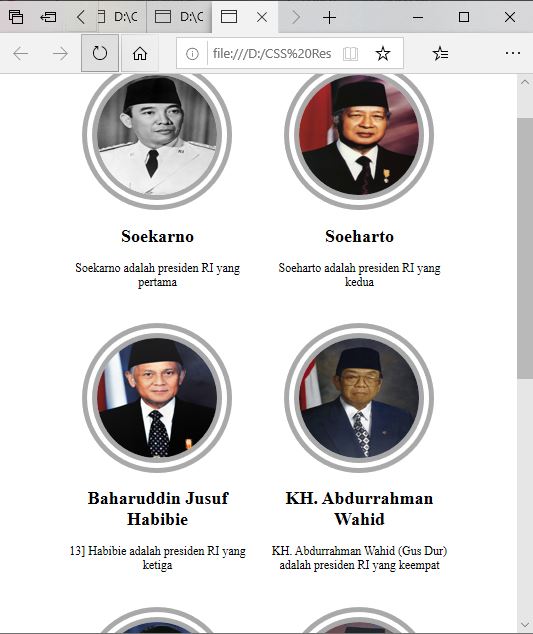 D:\C
D:\C
D:\C
file:///D:/CSS%20Res
Soekarno
Soeharto
Soekarno adalah presiden RI yang
pertama
Soeharto adalah presiden RI yang
kedua
Baharuddin Jusuf
Habibie
KH. Abdurrahman
Wahid
13] Habibie adalah presiden RI yang
ketiga
KH. Abdurrahman Wahid (Gus Dur)
adalah presiden RI yang keempat